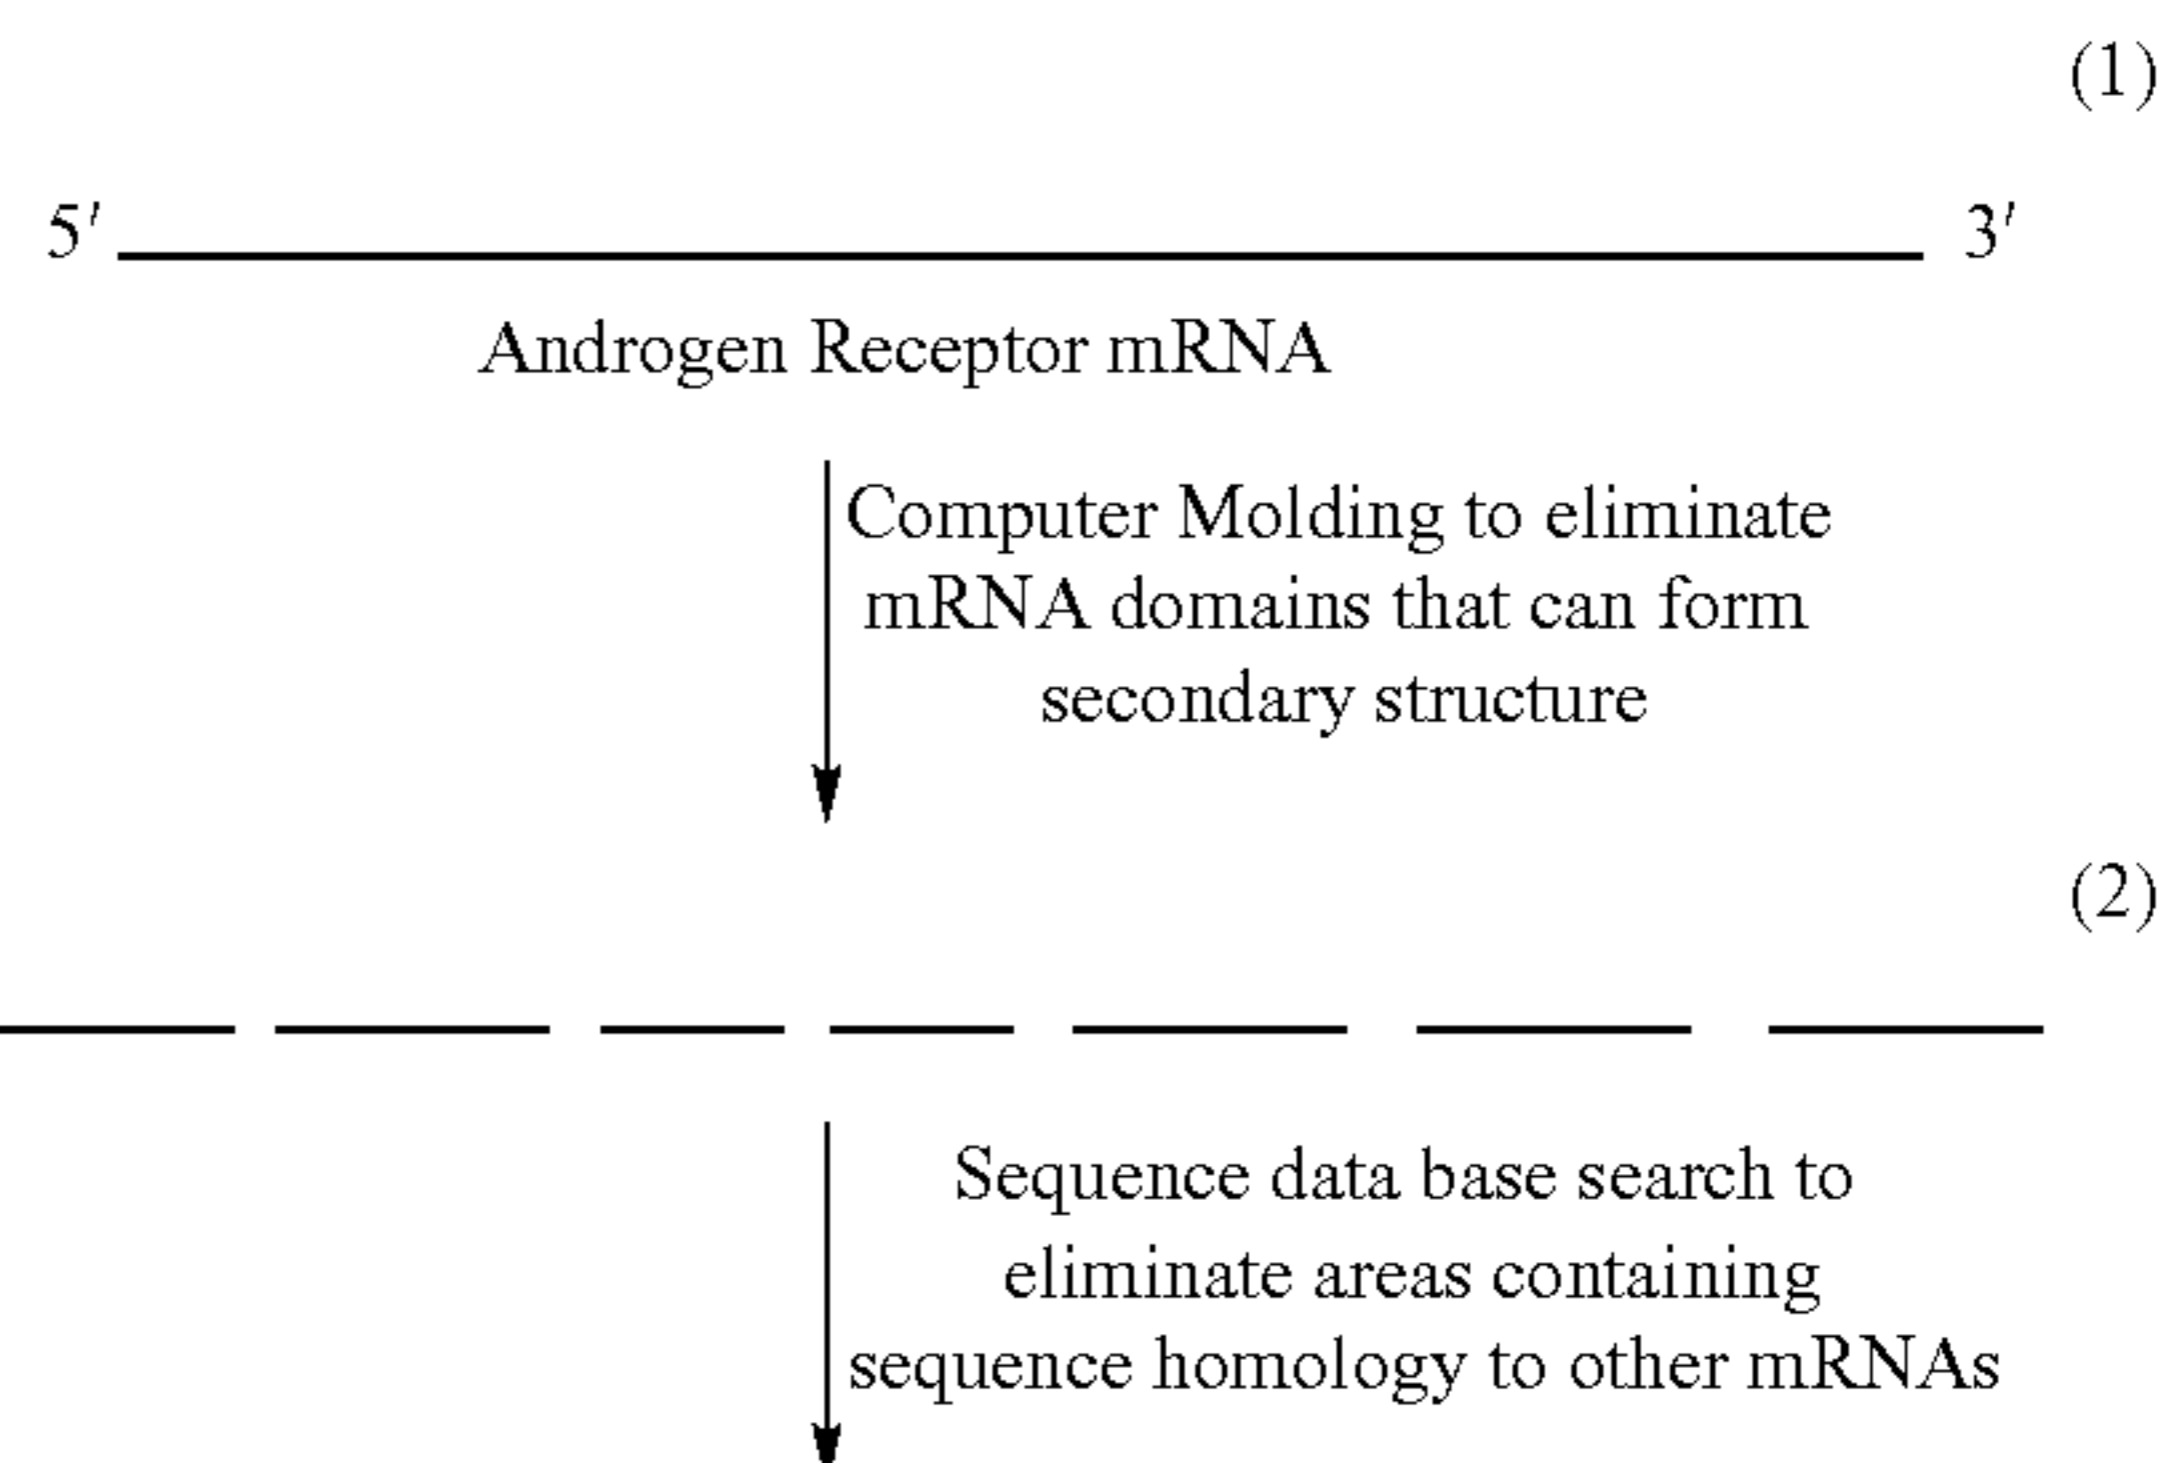 (1)
5′ 3′
Androgen Receptor mRNA
Computer Molding to eliminate
mRNA domains that can form
secondary structure
(2)
Sequence data base search to
eliminate areas containing
sequence homology to other mRNAs